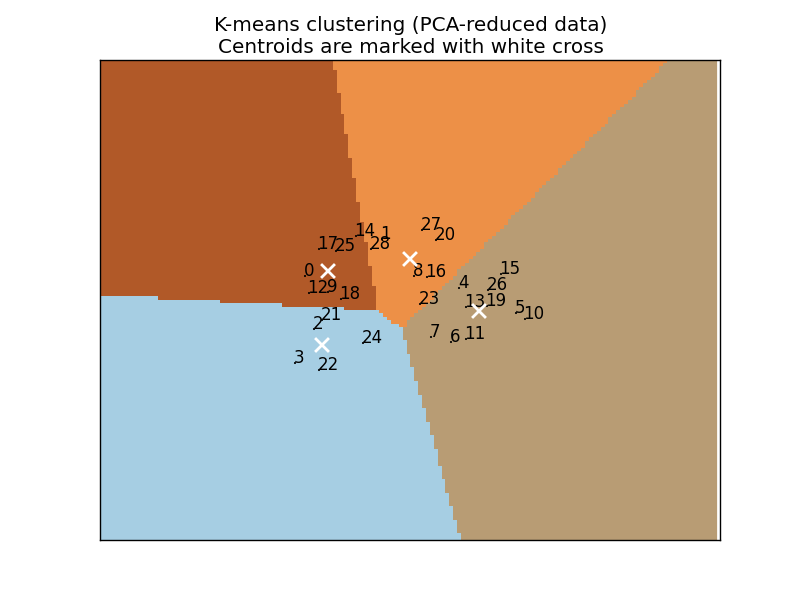 K-means clustering (PCA-reduced data)
Centroids are marked with white cross
27
14 1 20
17 25 28
0 8 16 15
4 26
12 9 18 23 13 19
5 10
21
2
7 6 11
24
3 22